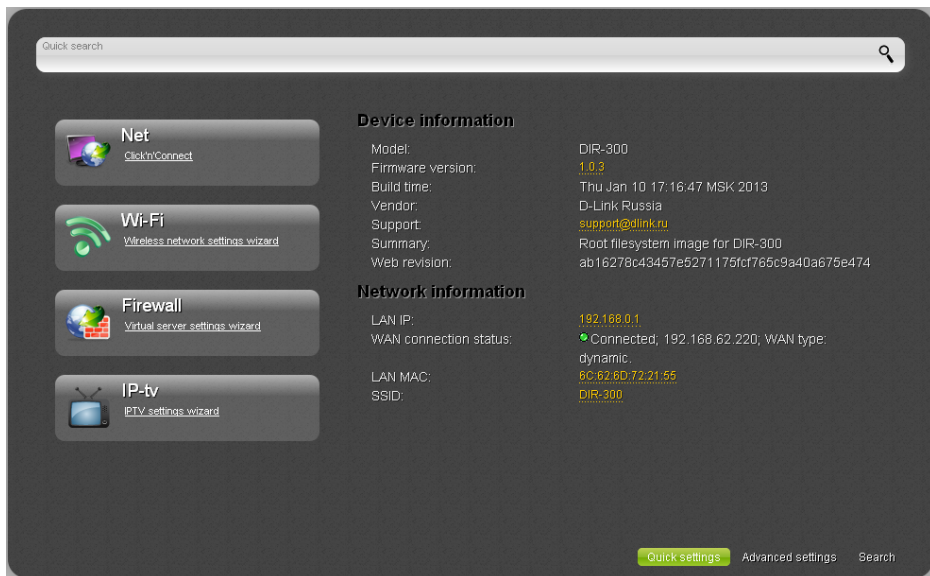 Quick search
Net
Click'n'Connect
Wi-Fi
Wireless network settings wizard
Firewall
Virtual server settings wizard
IP-tv
IPTV settings wizard
Device information
Model: DIR-300
Firmware version: 1.0.3
Build time: Thu Jan 10 17:16:47 MSK 2013
Vendor: D-Link Russia
Support: support@dlink.ru
Summary: Root filesystem image for DIR-300
Web revision: ab16278c43457e5271175fcf765c9a40a675e474
Network information
LAN IP: 192.168.0.1
WAN connection status: Connected; 192.168.62.220; WAN type:
dynamic.
LAN MAC: 6C:62:6D:72:21:55
SSID: DIR-300
Quick settings Advanced settings Search